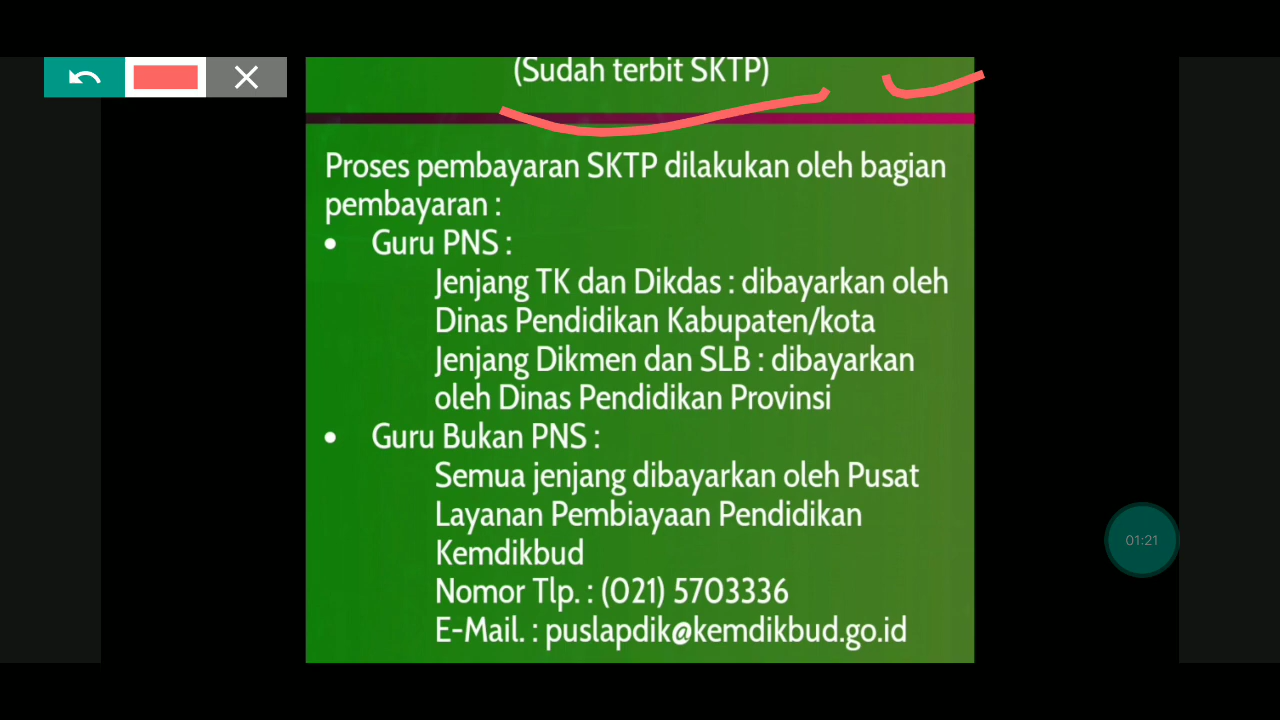 (Sudah terbit SKTP)
Proses pembayaran SKTP dilakukan oleh bagian
pembayaran :
• Guru PNS :
Jenjang TK dan Dikdas : dibayarkan oleh
Dinas Pendidikan Kabupaten/kota
Jenjang Dikmen dan SLB : dibayarkan
oleh Dinas Pendidikan Provinsi
• Guru Bukan PNS :
Semua jenjang dibayarkan oleh Pusat
Layanan Pembiayaan Pendidikan
Kemdikbud
Nomor Tlp. : (021) 5703336
E-Mail. : puslapdik@kemdikbud.go.id
01:21